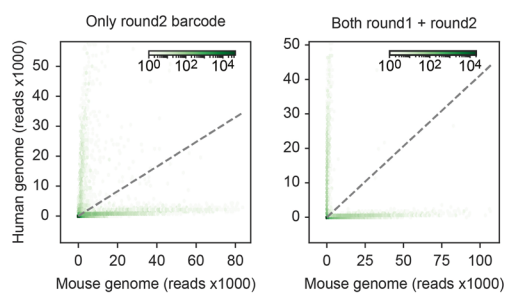 Only round2 barcode
Both round1 + round2
Human genome (reads x1000)
50
40
30
20
10
0
10⁰ 10² 10⁴
0 20 40 60 80
Mouse genome (reads x1000)
50
40
30
20
10
0
10⁰ 10² 10⁴
0 25 50 75 100
Mouse genome (reads x1000)